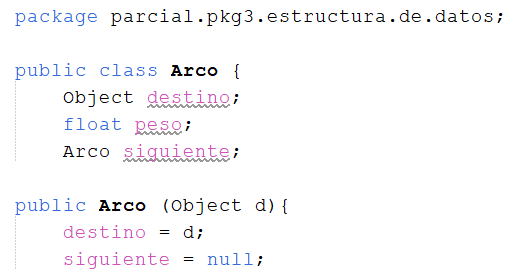 package parcial.pkg3.estructura.de.datos;
public class Arco {
Object destino;
float peso;
Arco siguiente;
public Arco (Object d){
destino = d;
siguiente = null;